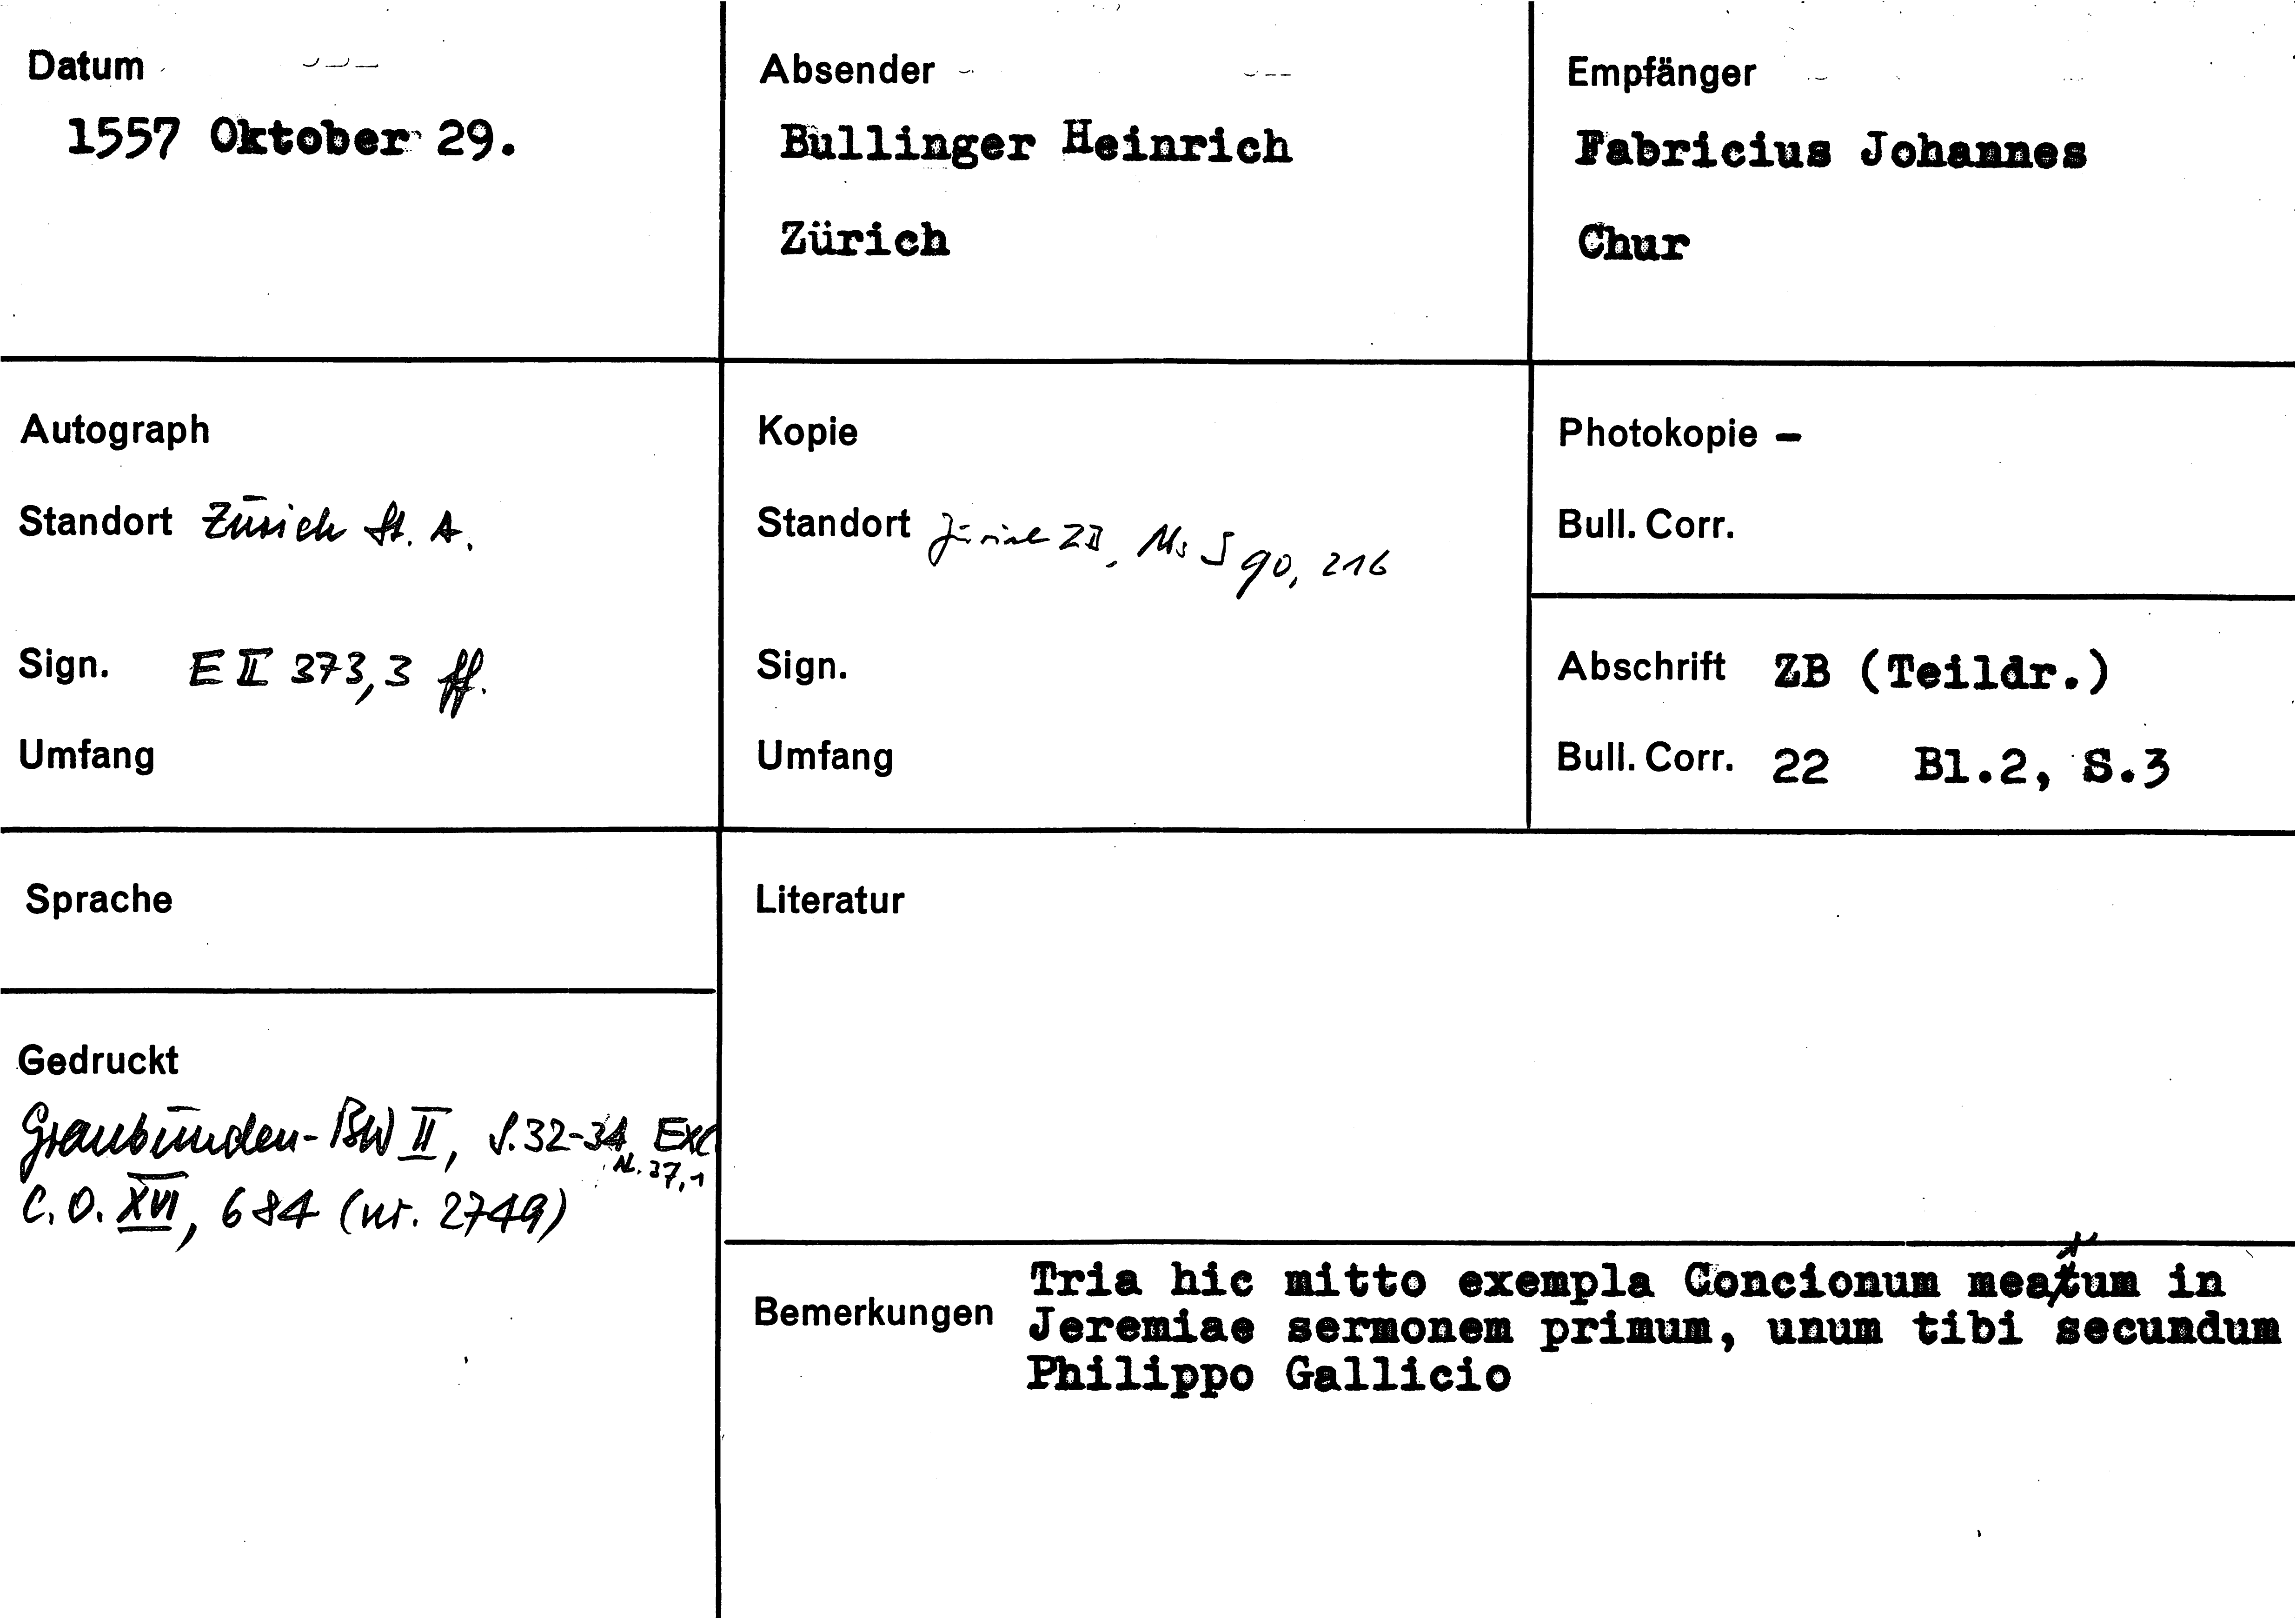 Datum
1557 Oktober 29.
Absender
Bullinger Heinrich
Zürich
Empfänger
Fabricius Johannes
Chur
Autograph
Standort Zürich St. A.
Sign. E II 373,3 ff.
Umfang
Kopie
Standort Zürich ZB, Ms S 90, 216
Sign.
Umfang
Photokopie –
Bull. Corr.
Abschrift ZB (Teildr.)
Bull. Corr. 22 Bl.2, S.3
Sprache
Literatur
Gedruckt
Graubünden-BW II, S.32-34 Exc
Nr. 37,1
C.O. XVI, 684 (nr. 2749)
Bemerkungen
Tria hic mitto exempla Concionum mearum in
Jeremiae sermonem primum, unum tibi secundum
Philippo Gallicio